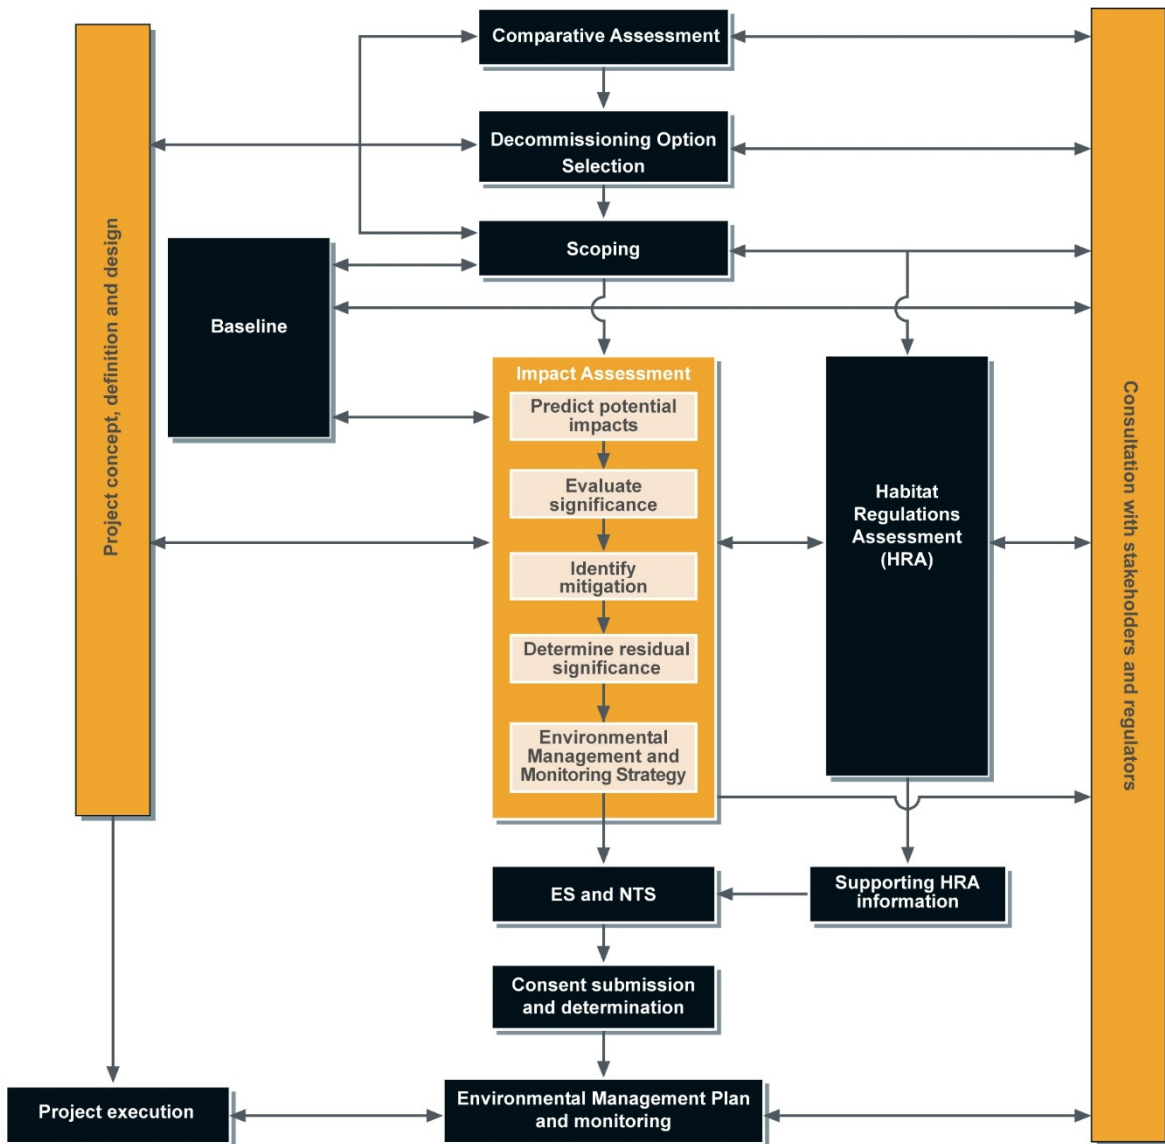 Comparative Assessment
Decommissioning Option
Selection
Scoping
Project concept, definition and design
Baseline
Impact Assessment
Predict potential
impacts
Evaluate
significance
Identify
mitigation
Determine residual
significance
Environmental
Management and
Monitoring Strategy
Habitat
Regulations
Assessment
(HRA)
Consultation with stakeholders and regulators
ES and NTS
Supporting HRA
information
Consent submission
and determination
Project execution
Environmental Management Plan
and monitoring